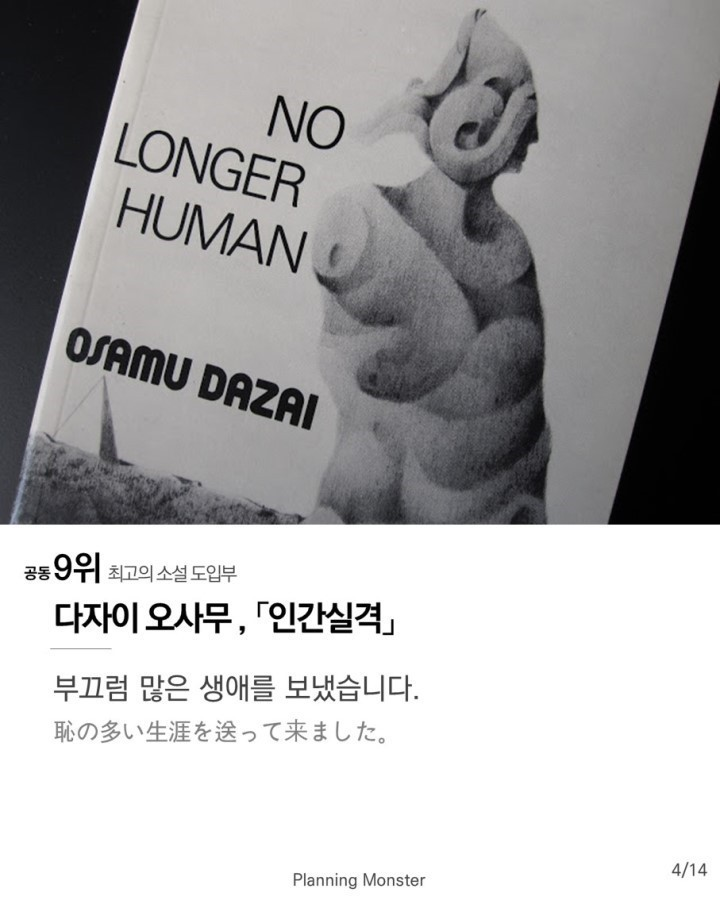 NO
LONGER
HUMAN
OSAMU DAZAI
공동 9위 최고의 소설 도입부
다자이 오사무, 「인간실격」
부끄럼 많은 생애를 보냈습니다.
恥の多い生涯を送って来ました。
4/14
Planning Monster